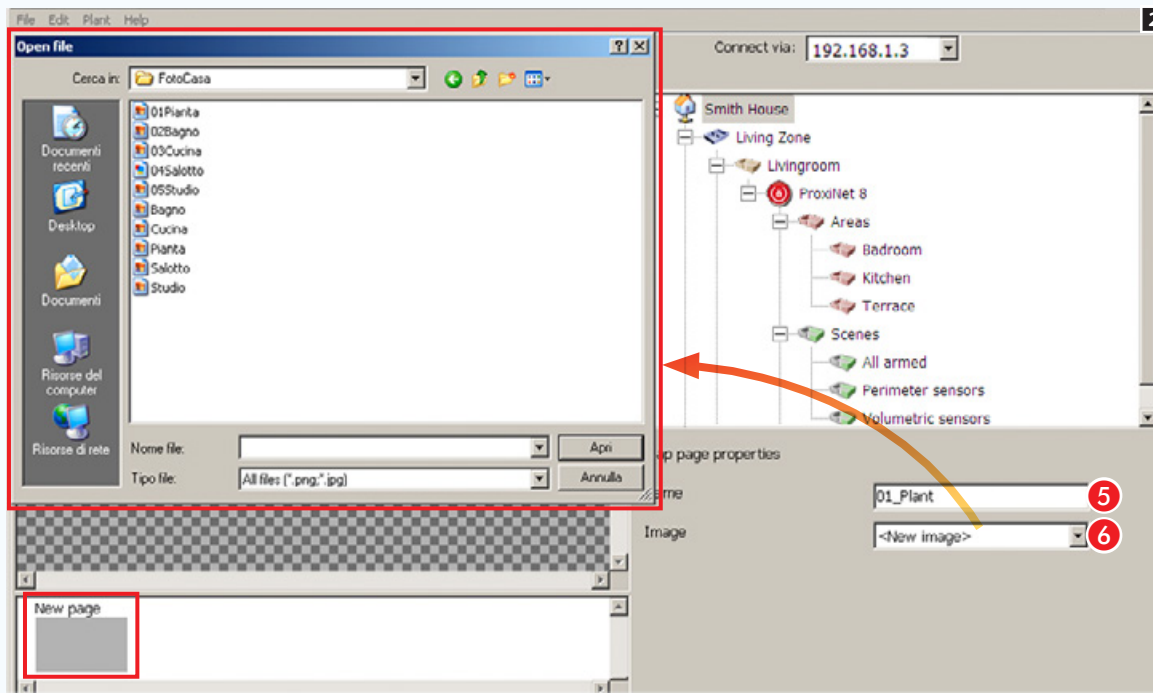 File Edit Plant Help
2
Open file
Connect via: 192.168.1.3
Cerca in: FotoCasa
01Pianta
02Bagno
03Cucina
04Salotto
05Studio
Bagno
Cucina
Pianta
Salotto
Studio
Documenti
recenti
Desktop
Documenti
Risorse del
computer
Risorse di rete
Nome file: Apri
Tipo file: All files (*.png;*.jpg) Annulla
Smith House
Living Zone
Livingroom
ProxiNet 8
Areas
Badroom
Kitchen
Terrace
Scenes
All armed
Perimeter sensors
Volumetric sensors
ap page properties
ame 01_Plant 5
Image <New image> 6
New page